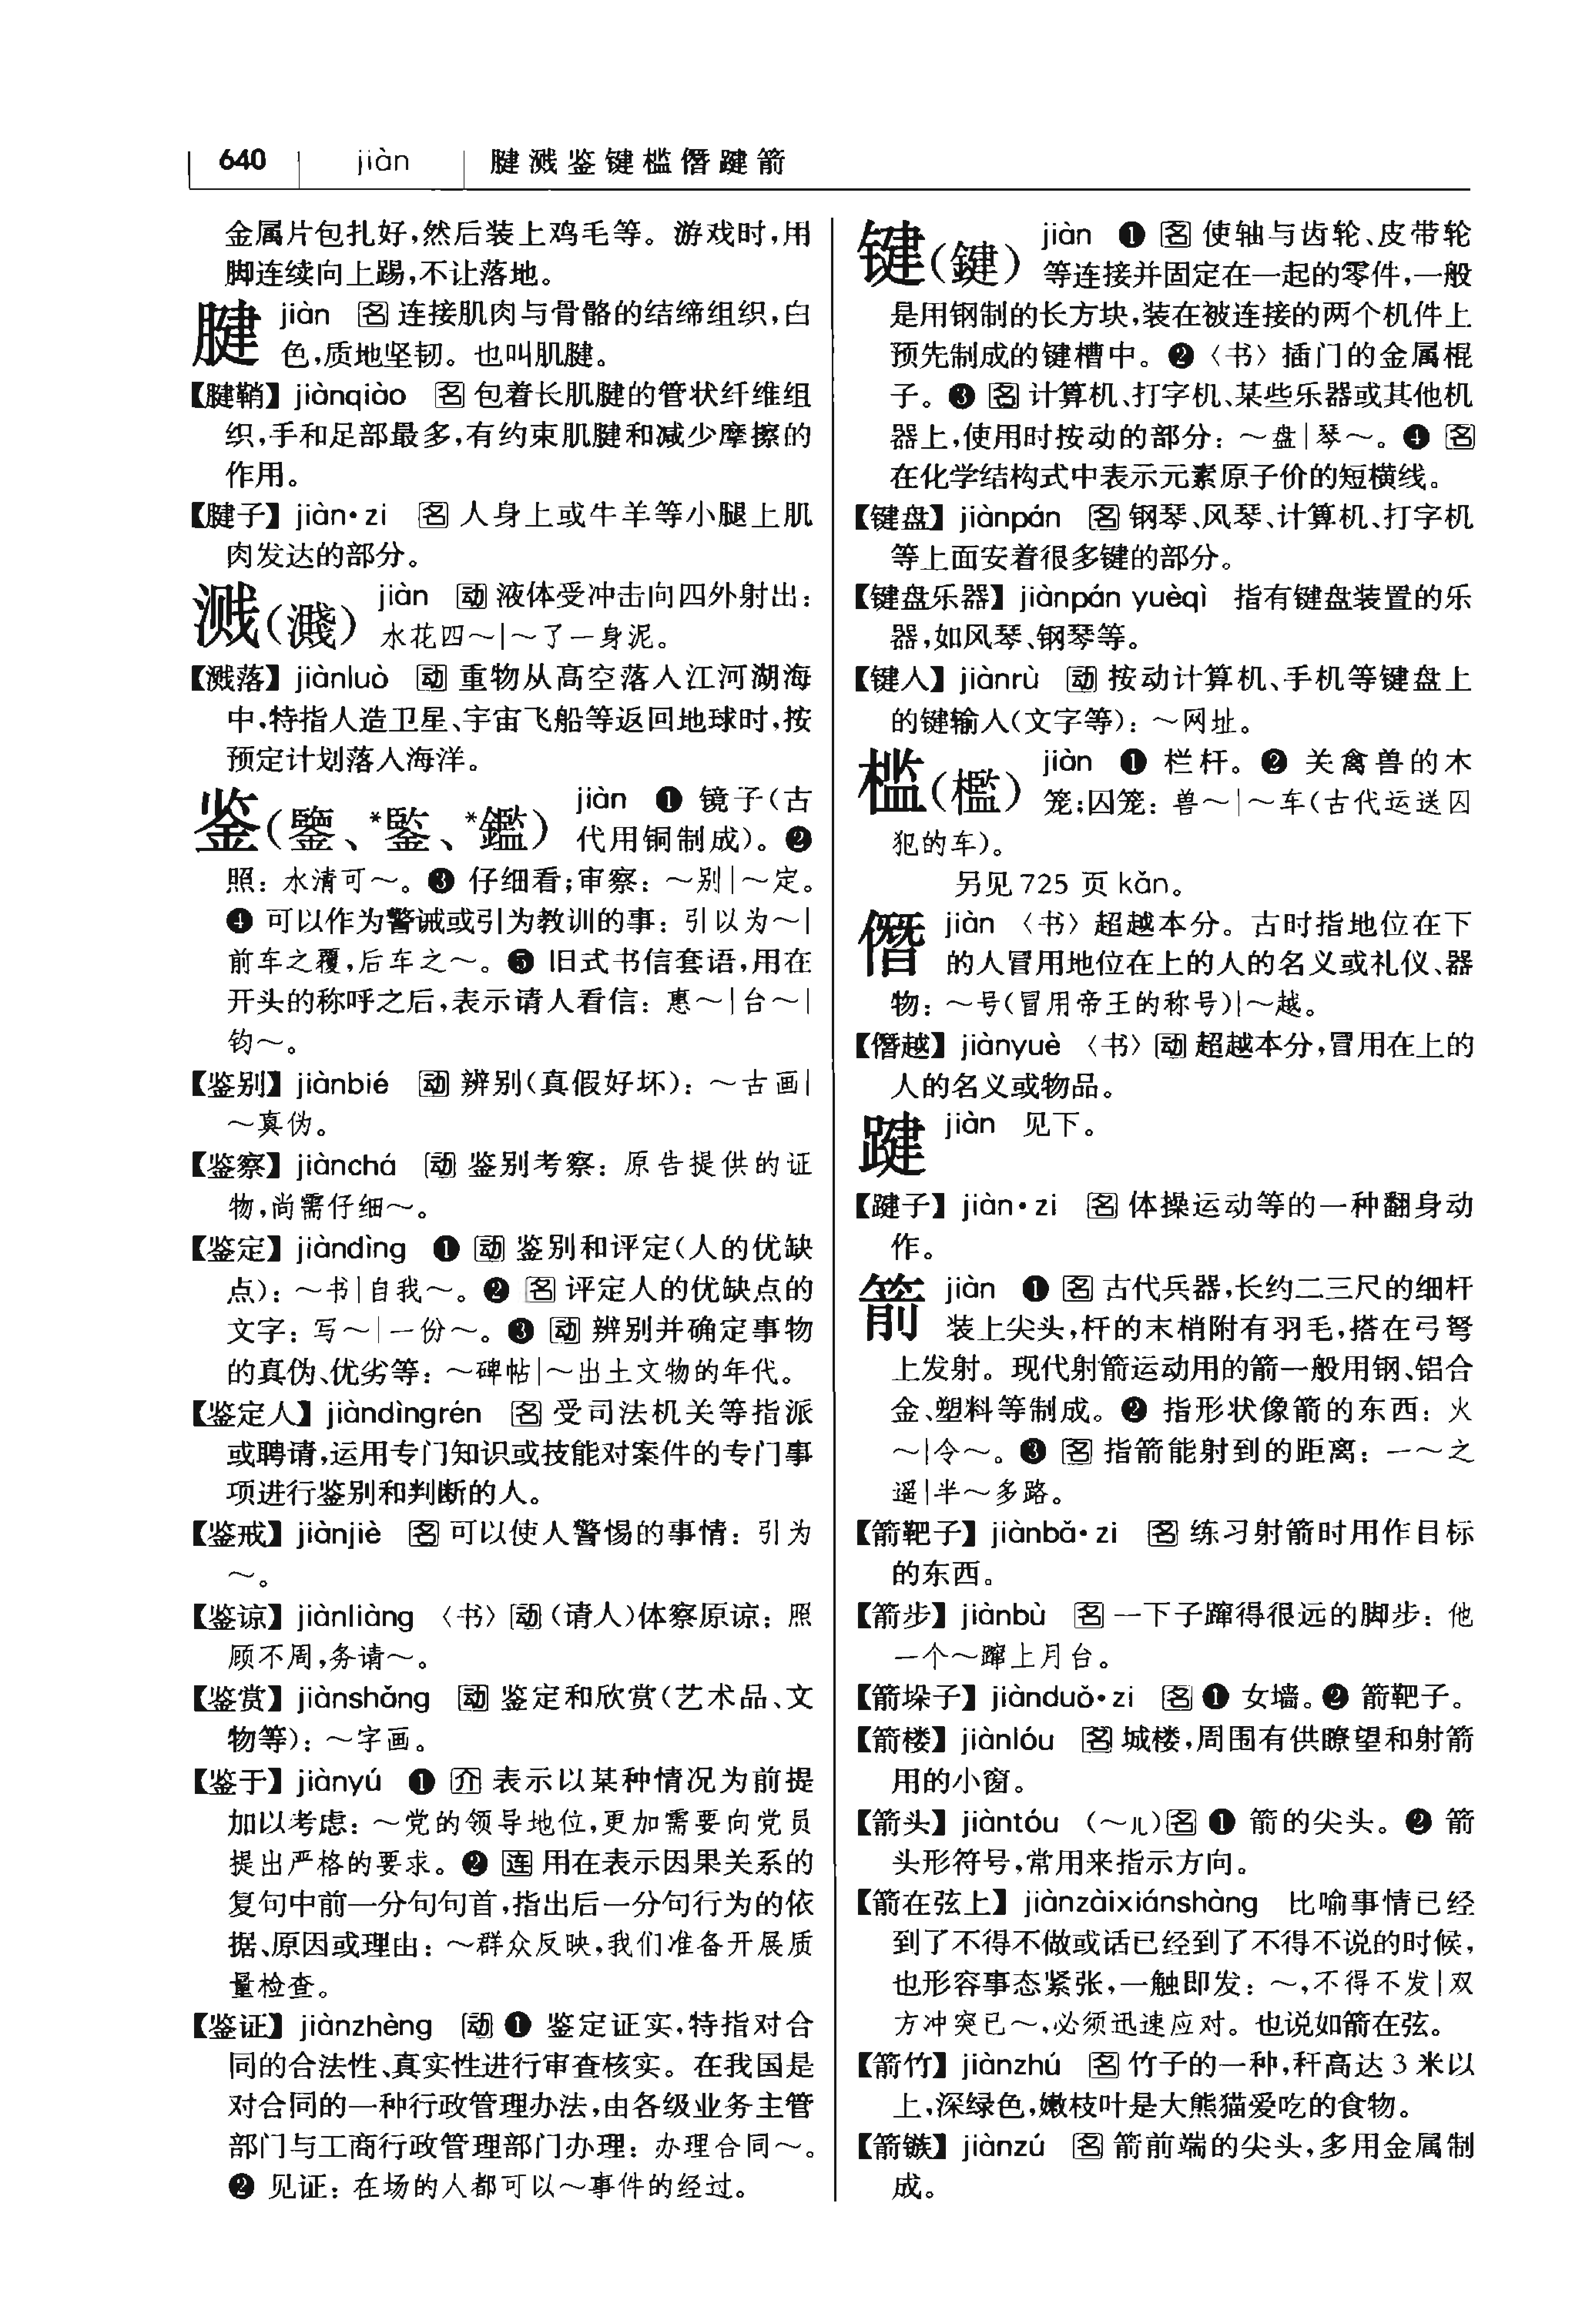 640 jiàn 腱溅鉴键槛僭踺箭
金属片包扎好,然后装上鸡毛等。游戏时,用
脚连续向上踢,不让落地。
腱 jiàn 名 连接肌肉与骨骼的结缔组织,白
色,质地坚韧。也叫肌腱。
【腱鞘】jiànqiào 名 包着长肌腱的管状纤维组
织,手和足部最多,有约束肌腱和减少摩擦的
作用。
【腱子】jiàn·zi 名 人身上或牛羊等小腿上肌
肉发达的部分。
溅(濺) jiàn 动 液体受冲击向四外射出:
水花四~|~了一身泥。
【溅落】jiànluò 动 重物从高空落入江河湖海
中,特指人造卫星、宇宙飞船等返回地球时,按
预定计划落入海洋。
鉴(鑒、*鍳、*鑑) jiàn ❶ 镜子(古
代用铜制成)。❷
照:水清可~。❸ 仔细看;审察:~别|~定。
❹ 可以作为警诫或引为教训的事:引以为~|
前车之覆,后车之~。❺ 旧式书信套语,用在
开头的称呼之后,表示请人看信:惠~|台~|
钧~。
【鉴别】jiànbié 动 辨别(真假好坏):~古画|
~真伪。
【鉴察】jiànchá 动 鉴别考察:原告提供的证
物,尚需仔细~。
【鉴定】jiàndìng ❶ 动 鉴别和评定(人的优缺
点):~书|自我~。❷ 名 评定人的优缺点的
文字:写~|一份~。❸ 动 辨别并确定事物
的真伪、优劣等:~碑帖|~出土文物的年代。
【鉴定人】jiàndìngrén 名 受司法机关等指派
或聘请,运用专门知识或技能对案件的专门事
项进行鉴别和判断的人。
【鉴戒】jiànjiè 名 可以使人警惕的事情:引为
~。
【鉴谅】jiànliàng 〈书〉动 (请人)体察原谅:照
顾不周,务请~。
【鉴赏】jiànshǎng 动 鉴定和欣赏(艺术品、文
物等):~字画。
【鉴于】jiànyú ❶ 介 表示以某种情况为前提
加以考虑:~党的领导地位,更加需要向党员
提出严格的要求。❷ 连 用在表示因果关系的
复句中前一分句句首,指出后一分句行为的依
据、原因或理由:~群众反映,我们准备开展质
量检查。
【鉴证】jiànzhèng 动 ❶ 鉴定证实,特指对合
同的合法性、真实性进行审查核实。在我国是
对合同的一种行政管理办法,由各级业务主管
部门与工商行政管理部门办理:办理合同~。
❷ 见证:在场的人都可以~事件的经过。
键(鍵) jiàn ❶ 名 使轴与齿轮、皮带轮
等连接并固定在一起的零件,一般
是用钢制的长方块,装在被连接的两个机件上
预先制成的键槽中。❷〈书〉插门的金属棍
子。❸ 名 计算机、打字机、某些乐器或其他机
器上,使用时按动的部分:~盘|琴~。❹ 名
在化学结构式中表示元素原子价的短横线。
【键盘】jiànpán 名 钢琴、风琴、计算机、打字机
等上面安着很多键的部分。
【键盘乐器】jiànpán yuèqì 指有键盘装置的乐
器,如风琴、钢琴等。
【键入】jiànrù 动 按动计算机、手机等键盘上
的键输入(文字等):~网址。
槛(檻) jiàn ❶ 栏杆。❷ 关禽兽的木
笼;囚笼:兽~|~车(古代运送囚
犯的车)。
另见 725 页 kǎn。
僭 jiàn 〈书〉超越本分。古时指地位在下
的人冒用地位在上的人的名义或礼仪、器
物:~号(冒用帝王的称号)|~越。
【僭越】jiànyuè 〈书〉动 超越本分,冒用在上的
人的名义或物品。
踺 jiàn 见下。
【踺子】jiàn·zi 名 体操运动等的一种翻身动
作。
箭 jiàn ❶ 名 古代兵器,长约二三尺的细杆
装上尖头,杆的末梢附有羽毛,搭在弓弩
上发射。现代射箭运动用的箭一般用钢、铝合
金、塑料等制成。❷ 指形状像箭的东西:火
~|令~。❸ 名 指箭能射到的距离:一~之
遥|半~多路。
【箭靶子】jiànbǎ·zi 名 练习射箭时用作目标
的东西。
【箭步】jiànbù 名 一下子蹿得很远的脚步:他
一个~蹿上月台。
【箭垛子】jiànduǒ·zi 名 ❶ 女墙。❷ 箭靶子。
【箭楼】jiànlóu 名 城楼,周围有供瞭望和射箭
用的小窗。
【箭头】jiàntóu (~儿)名 ❶ 箭的尖头。❷ 箭
头形符号,常用来指示方向。
【箭在弦上】jiànzàixiánshàng 比喻事情已经
到了不得不做或话已经到了不得不说的时候,
也形容事态紧张,一触即发:~,不得不发|双
方冲突已~,必须迅速应对。也说如箭在弦。
【箭竹】jiànzhú 名 竹子的一种,秆高达 3 米以
上,深绿色,嫩枝叶是大熊猫爱吃的食物。
【箭镞】jiànzú 名 箭前端的尖头,多用金属制
成。